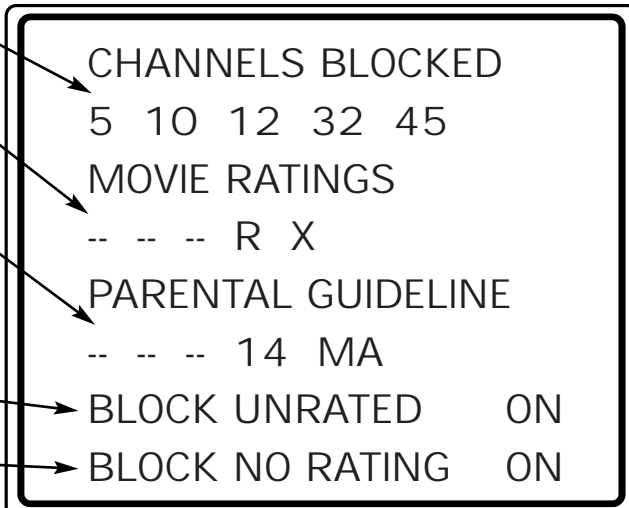 CHANNELS BLOCKED
5 10 12 32 45
MOVIE RATINGS
-- -- -- R X
PARENTAL GUIDELINE
-- -- -- 14 MA
BLOCK UNRATED ON
BLOCK NO RATING ON